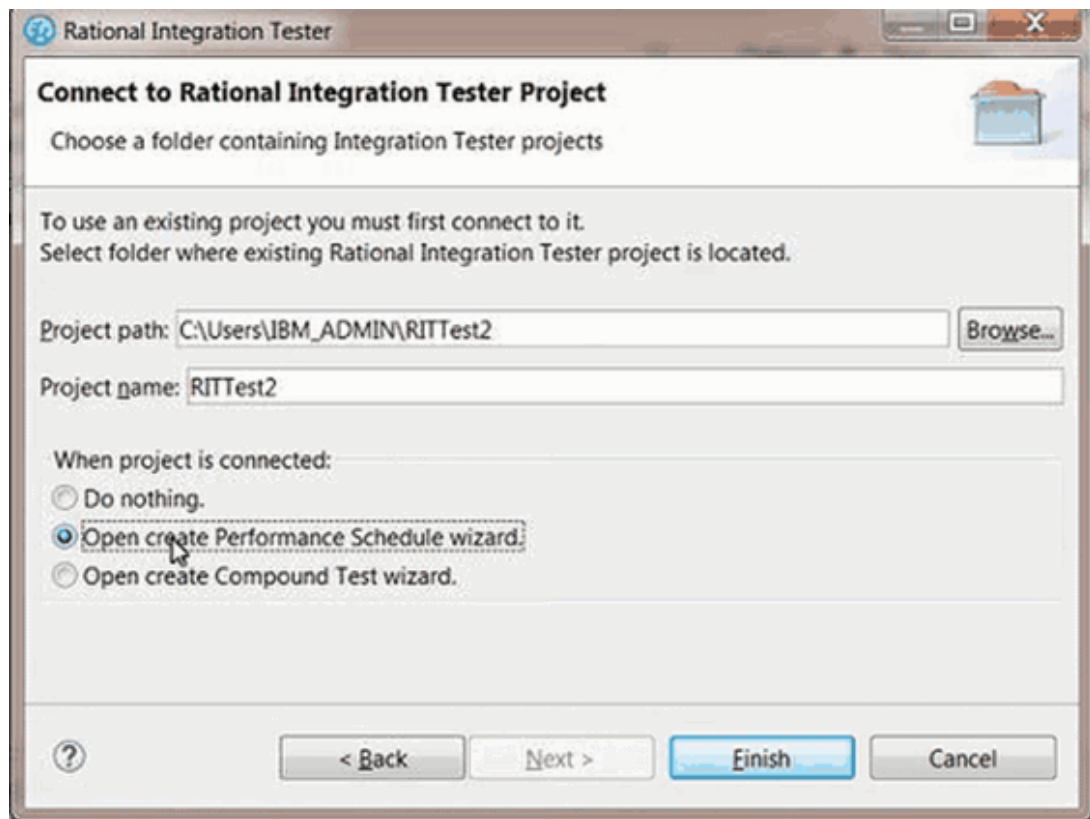 Rational Integration Tester
Connect to Rational Integration Tester Project
Choose a folder containing Integration Tester projects
To use an existing project you must first connect to it.
Select folder where existing Rational Integration Tester project is located.
Project path: C:\Users\IBM_ADMIN\RITTest2 Browse...
Project name: RITTest2
When project is connected:
Do nothing.
Open create Performance Schedule wizard.
Open create Compound Test wizard.
? < Back Next > Finish Cancel